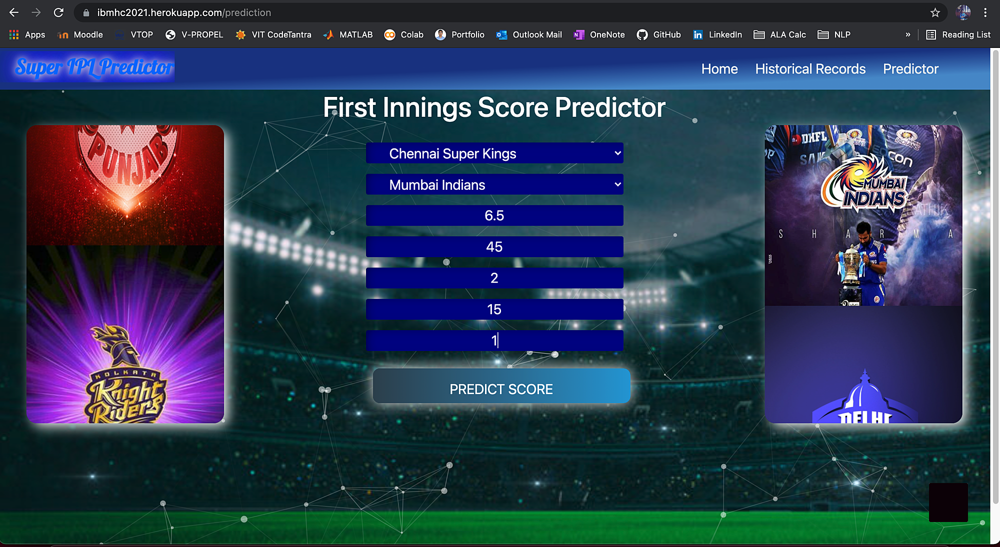 ibmhc2021.herokuapp.com/prediction
Apps Moodle VTOP V-PROPEL VIT CodeTantra MATLAB Colab Portfolio Outlook Mail OneNote GitHub LinkedIn ALA Calc NLP » Reading List
Super IPL Predictor
Home Historical Records Predictor
First Innings Score Predictor
PUNJAB
DHFL
MUMBAI
INDIANS
SHARMA
Chennai Super Kings
Mumbai Indians
6.5
45
2
15
1
PREDICT SCORE
KOLKATA
Knight
Riders
DELHI